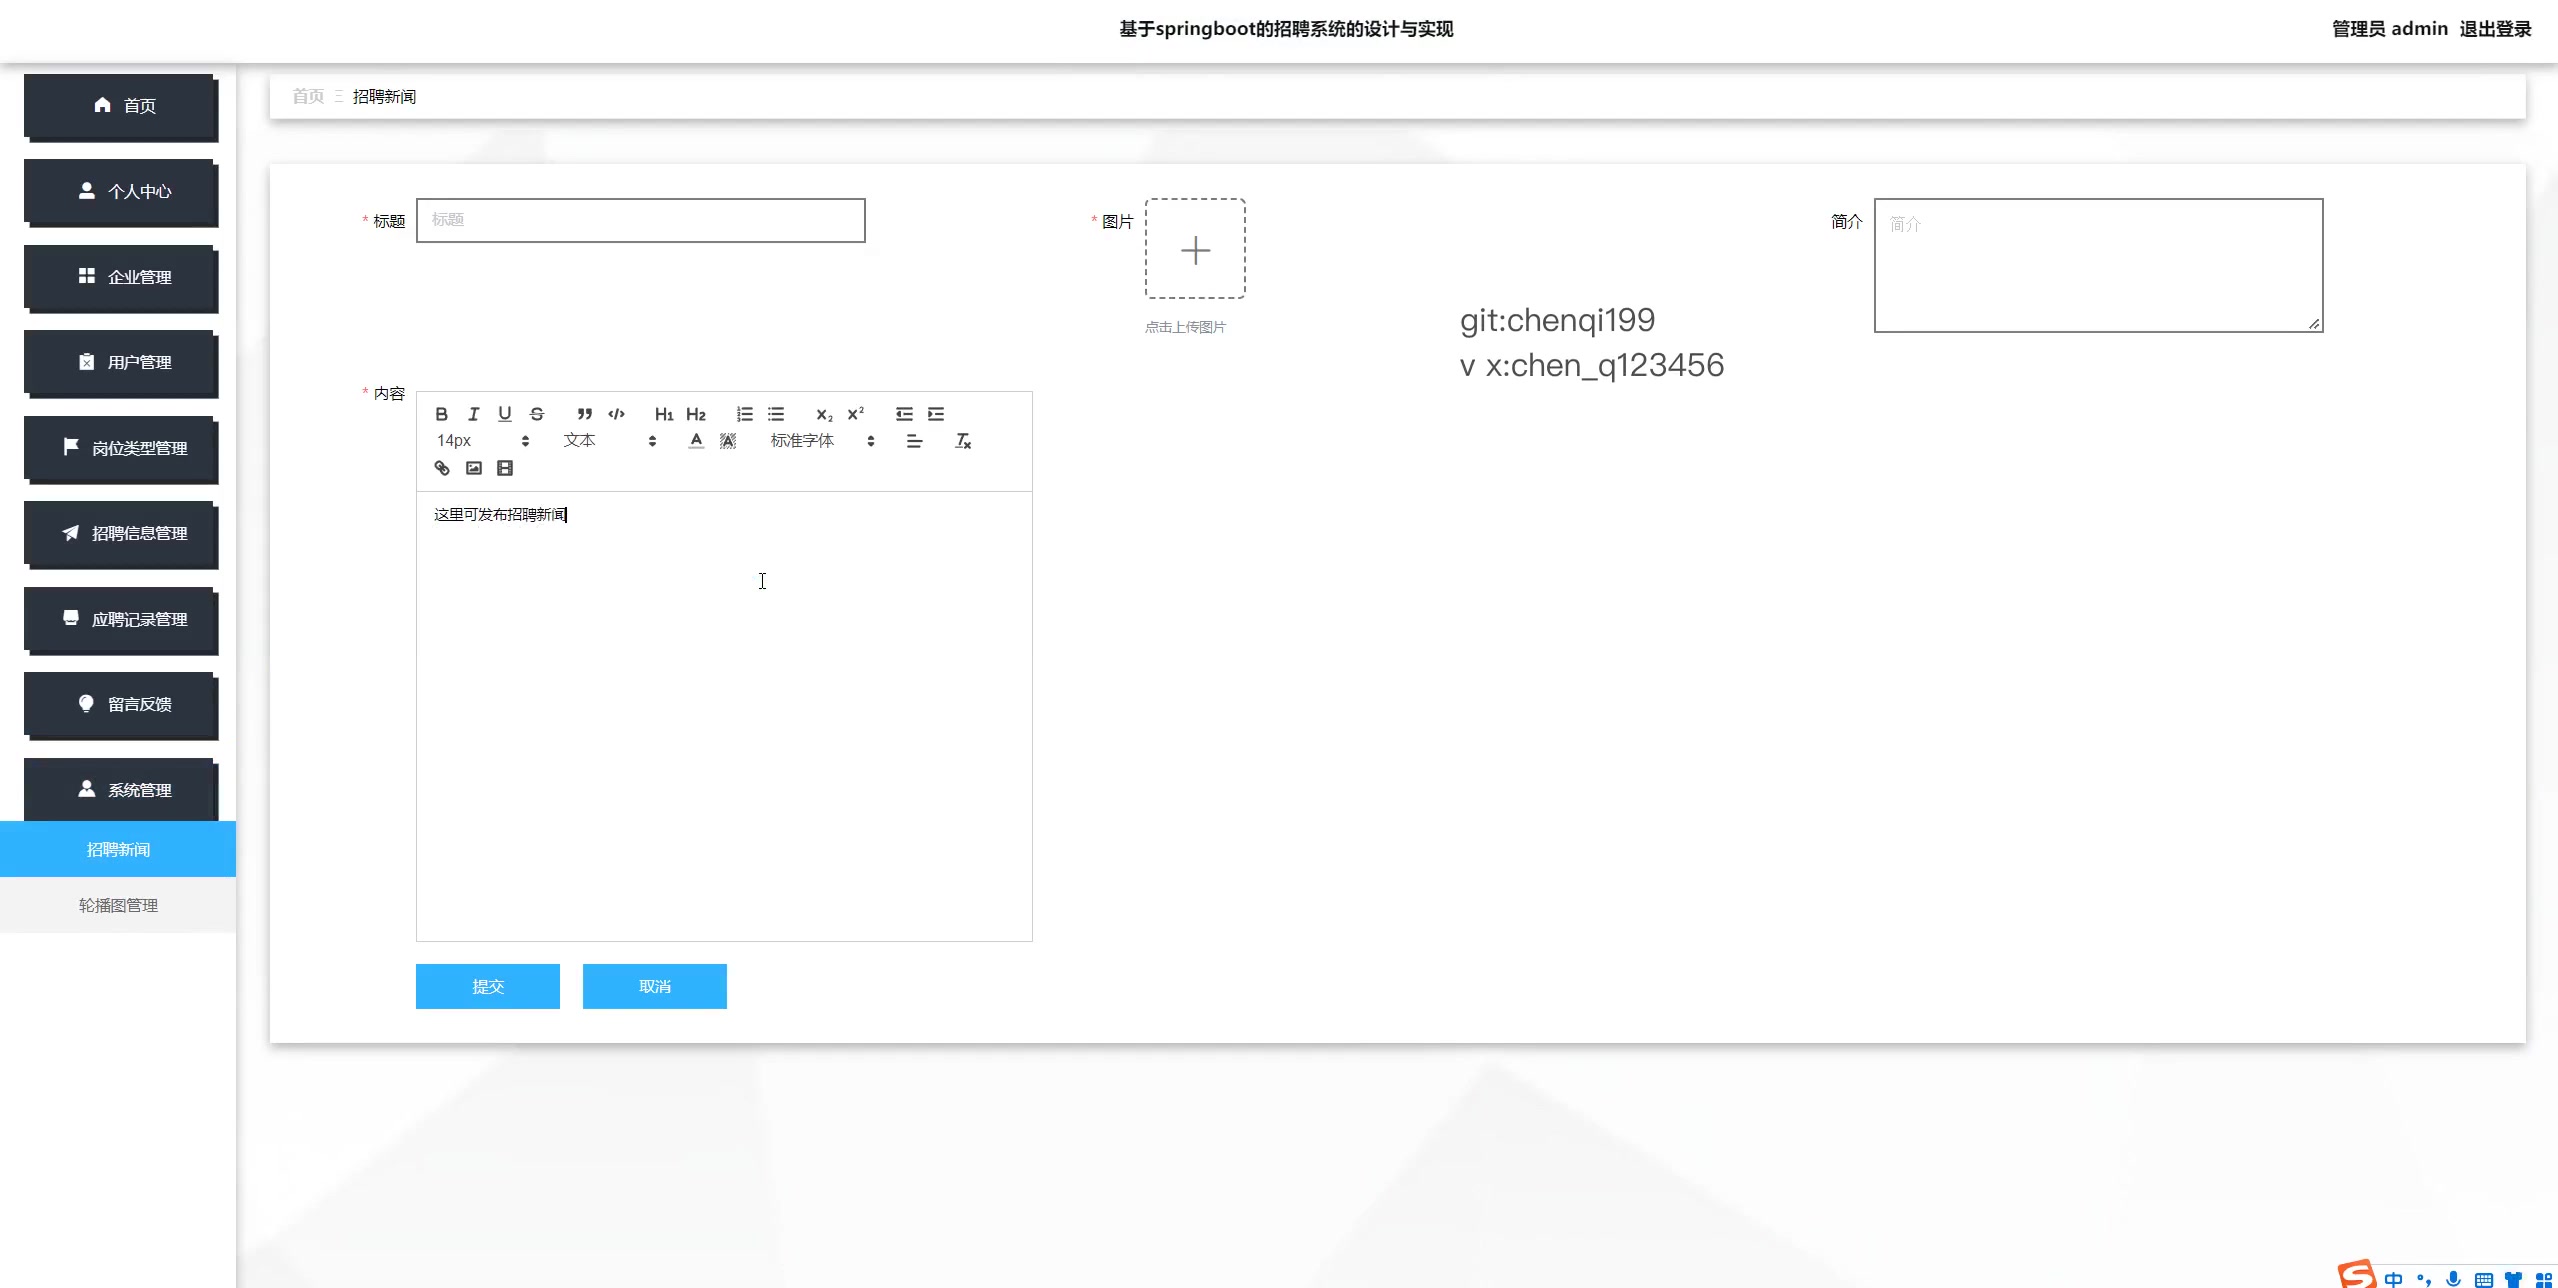 基于springboot的招聘系统的设计与实现
管理员 admin 退出登录
首页
个人中心
企业管理
用户管理
岗位类型管理
招聘信息管理
应聘记录管理
留言反馈
系统管理
招聘新闻
轮播图管理
首页 招聘新闻
* 标题
标题
* 图片
点击上传图片
简介
简介
git:chenqi199
v x:chen_q123456
* 内容
B I U S H1 H2 X2 X2
14px 文本 A A 标准字体 Tx
这里可发布招聘新闻
提交 取消
S 中